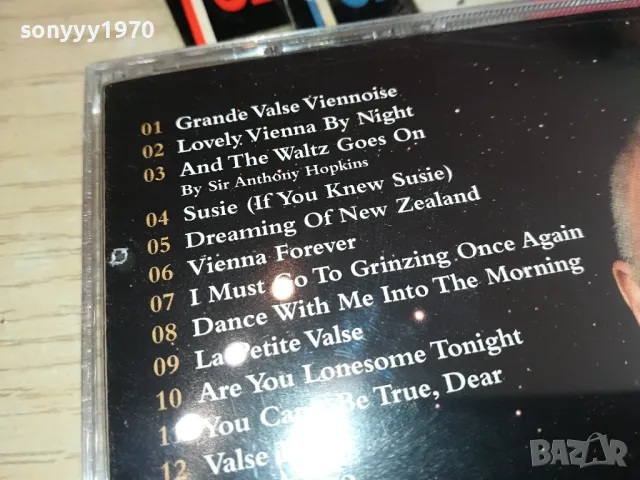 sonyyy1970
01 Grande Valse Viennoise
02 Lovely Vienna By Night
03 And The Waltz Goes On
By Sir Anthony Hopkins
04 Susie (If You Knew Susie)
05 Dreaming Of New Zealand
06 Vienna Forever
07 I Must Go To Grinzing Once Again
08 Dance With Me Into The Morning
09 La Petite Valse
10 Are You Lonesome Tonight
11 You Can't Be True, Dear
12 Valse
BAZAR